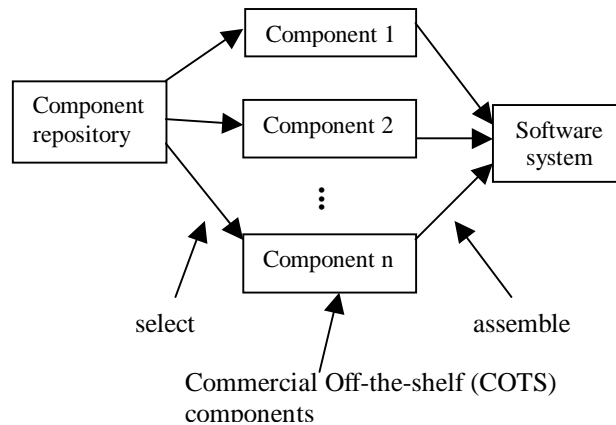 Component 1
Component
repository
Component 2
Software
system
Component n
select
assemble
Commercial Off-the-shelf (COTS)
components